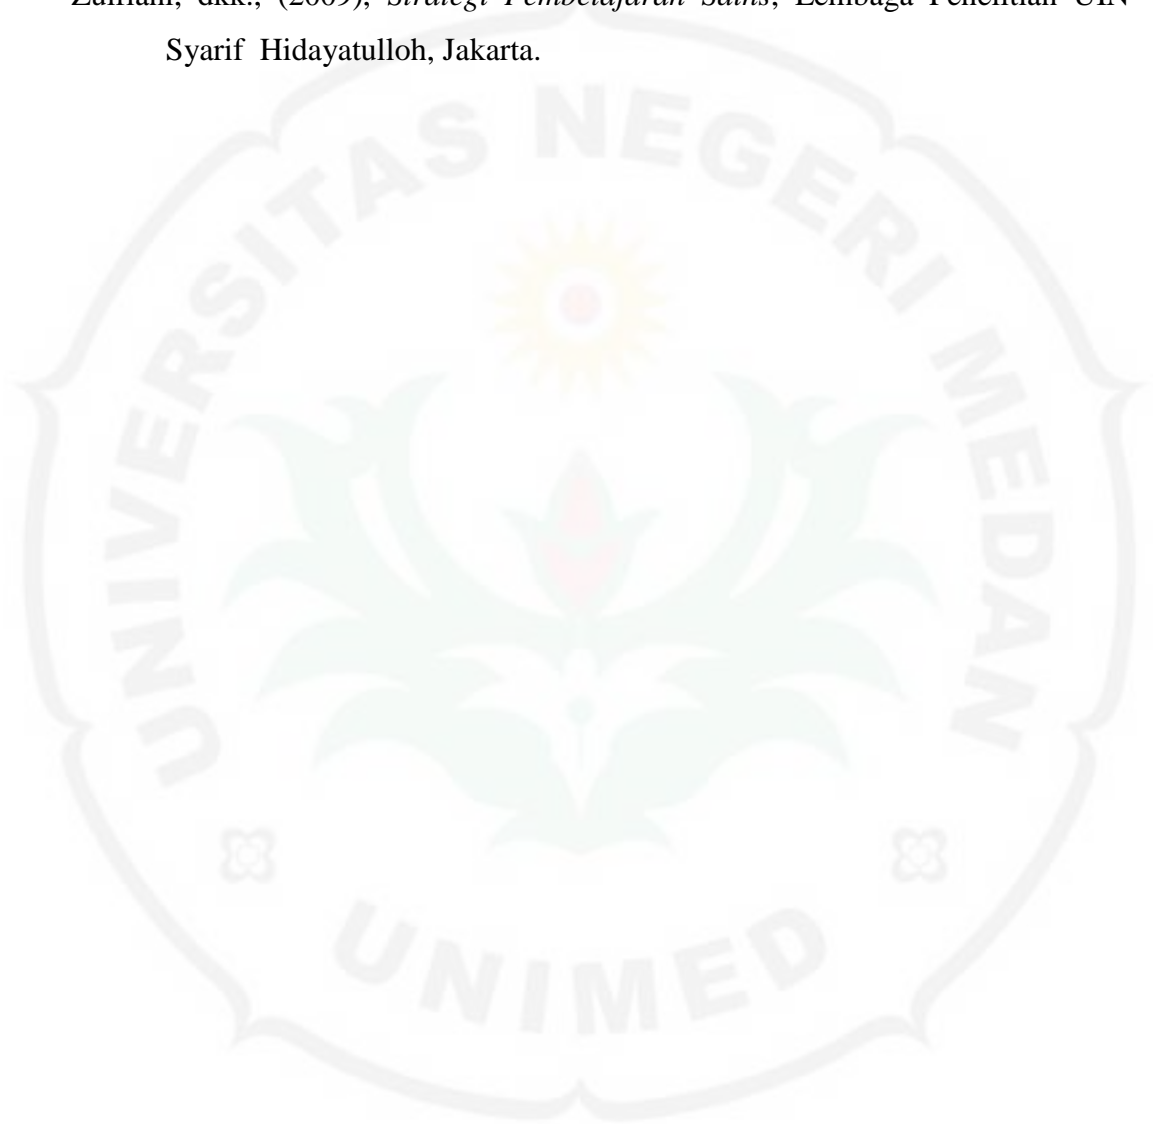 Zulfiani, dkk., (2009), Strategi Pembelajaran Sains, Lembaga Penelitian UIN
Syarif Hidayatulloh, Jakarta.
UNIVERSITAS NEGERI MEDAN
UNIMED